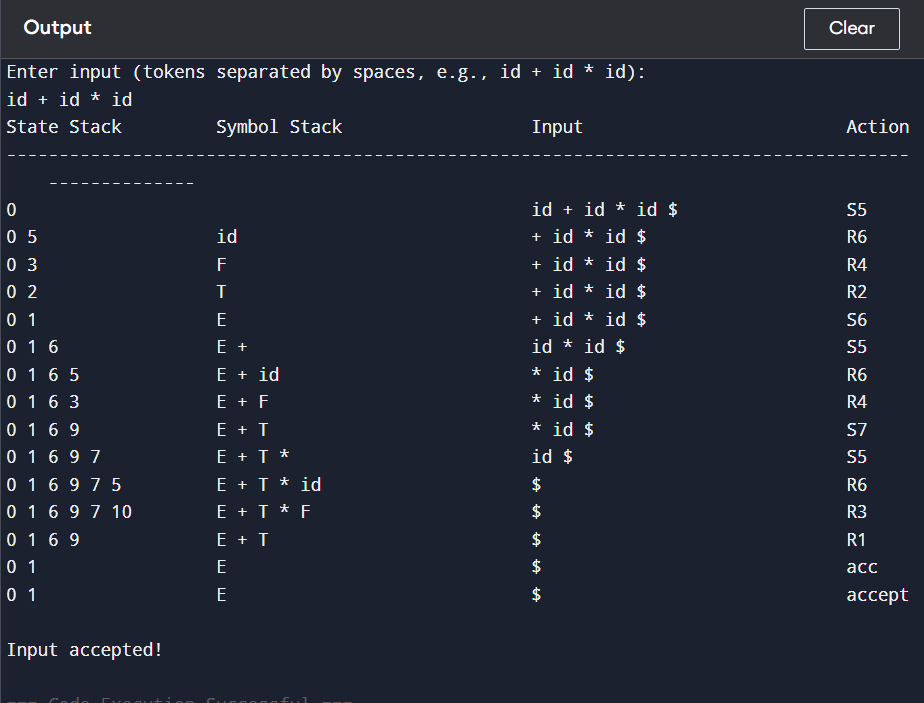 Output
Clear
Enter input (tokens separated by spaces, e.g., id + id * id):
id + id * id
State Stack Symbol Stack Input Action
--------------------------------------------------------------------------------------
--------------
0 id + id * id $ S5
0 5 id + id * id $ R6
0 3 F + id * id $ R4
0 2 T + id * id $ R2
0 1 E + id * id $ S6
0 1 6 E + id * id $ S5
0 1 6 5 E + id * id $ R6
0 1 6 3 E + F * id $ R4
0 1 6 9 E + T * id $ S7
0 1 6 9 7 E + T * id $ S5
0 1 6 9 7 5 E + T * id $ R6
0 1 6 9 7 10 E + T * F $ R3
0 1 6 9 E + T $ R1
0 1 E $ acc
0 1 E $ accept
Input accepted!
=== Code Execution Successful ===